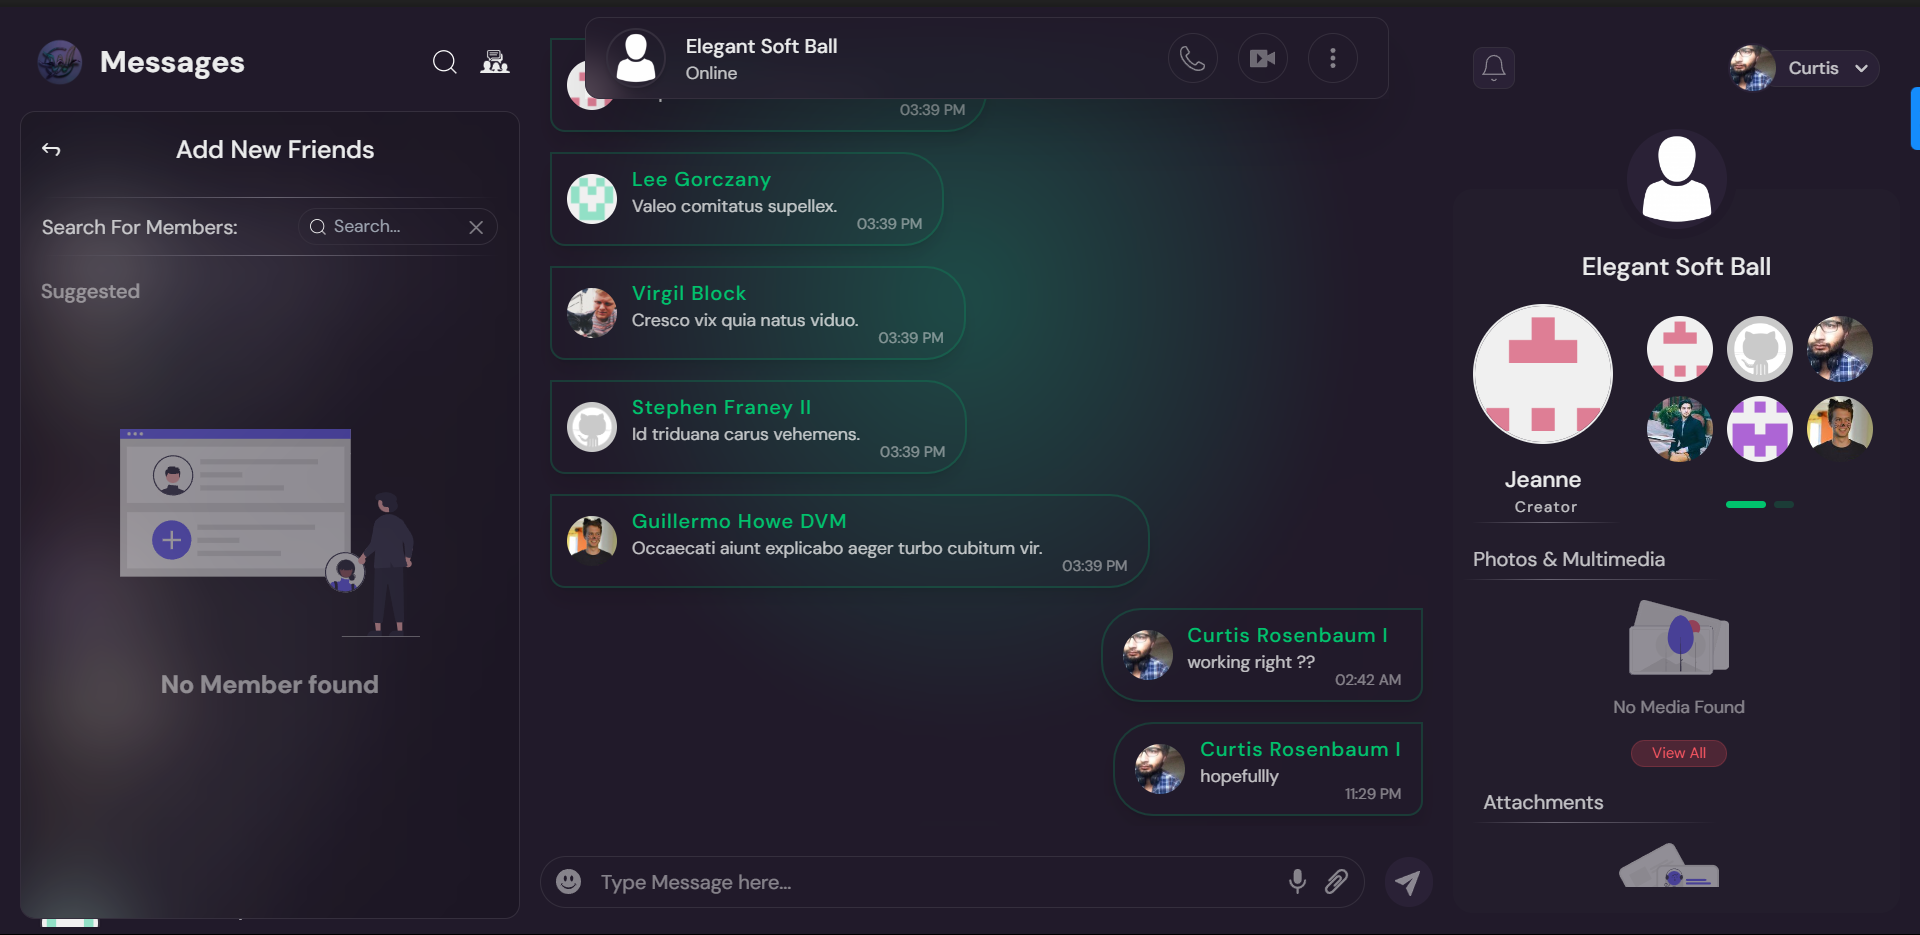 Messages
Add New Friends
Search For Members:
Search...
Suggested
No Member found
Elegant Soft Ball
Online
03:39 PM
Lee Gorczany
Valeo comitatus supellex.
03:39 PM
Virgil Block
Cresco vix quia natus viduo.
03:39 PM
Stephen Franey II
Id triduana carus vehemens.
03:39 PM
Guillermo Howe DVM
Occaecati aiunt explicabo aeger turbo cubitum vir.
03:39 PM
Curtis Rosenbaum I
working right ??
02:42 AM
Curtis Rosenbaum I
hopefullly
11:29 PM
Type Message here...
Curtis
Elegant Soft Ball
Jeanne
Creator
Photos & Multimedia
No Media Found
View All
Attachments